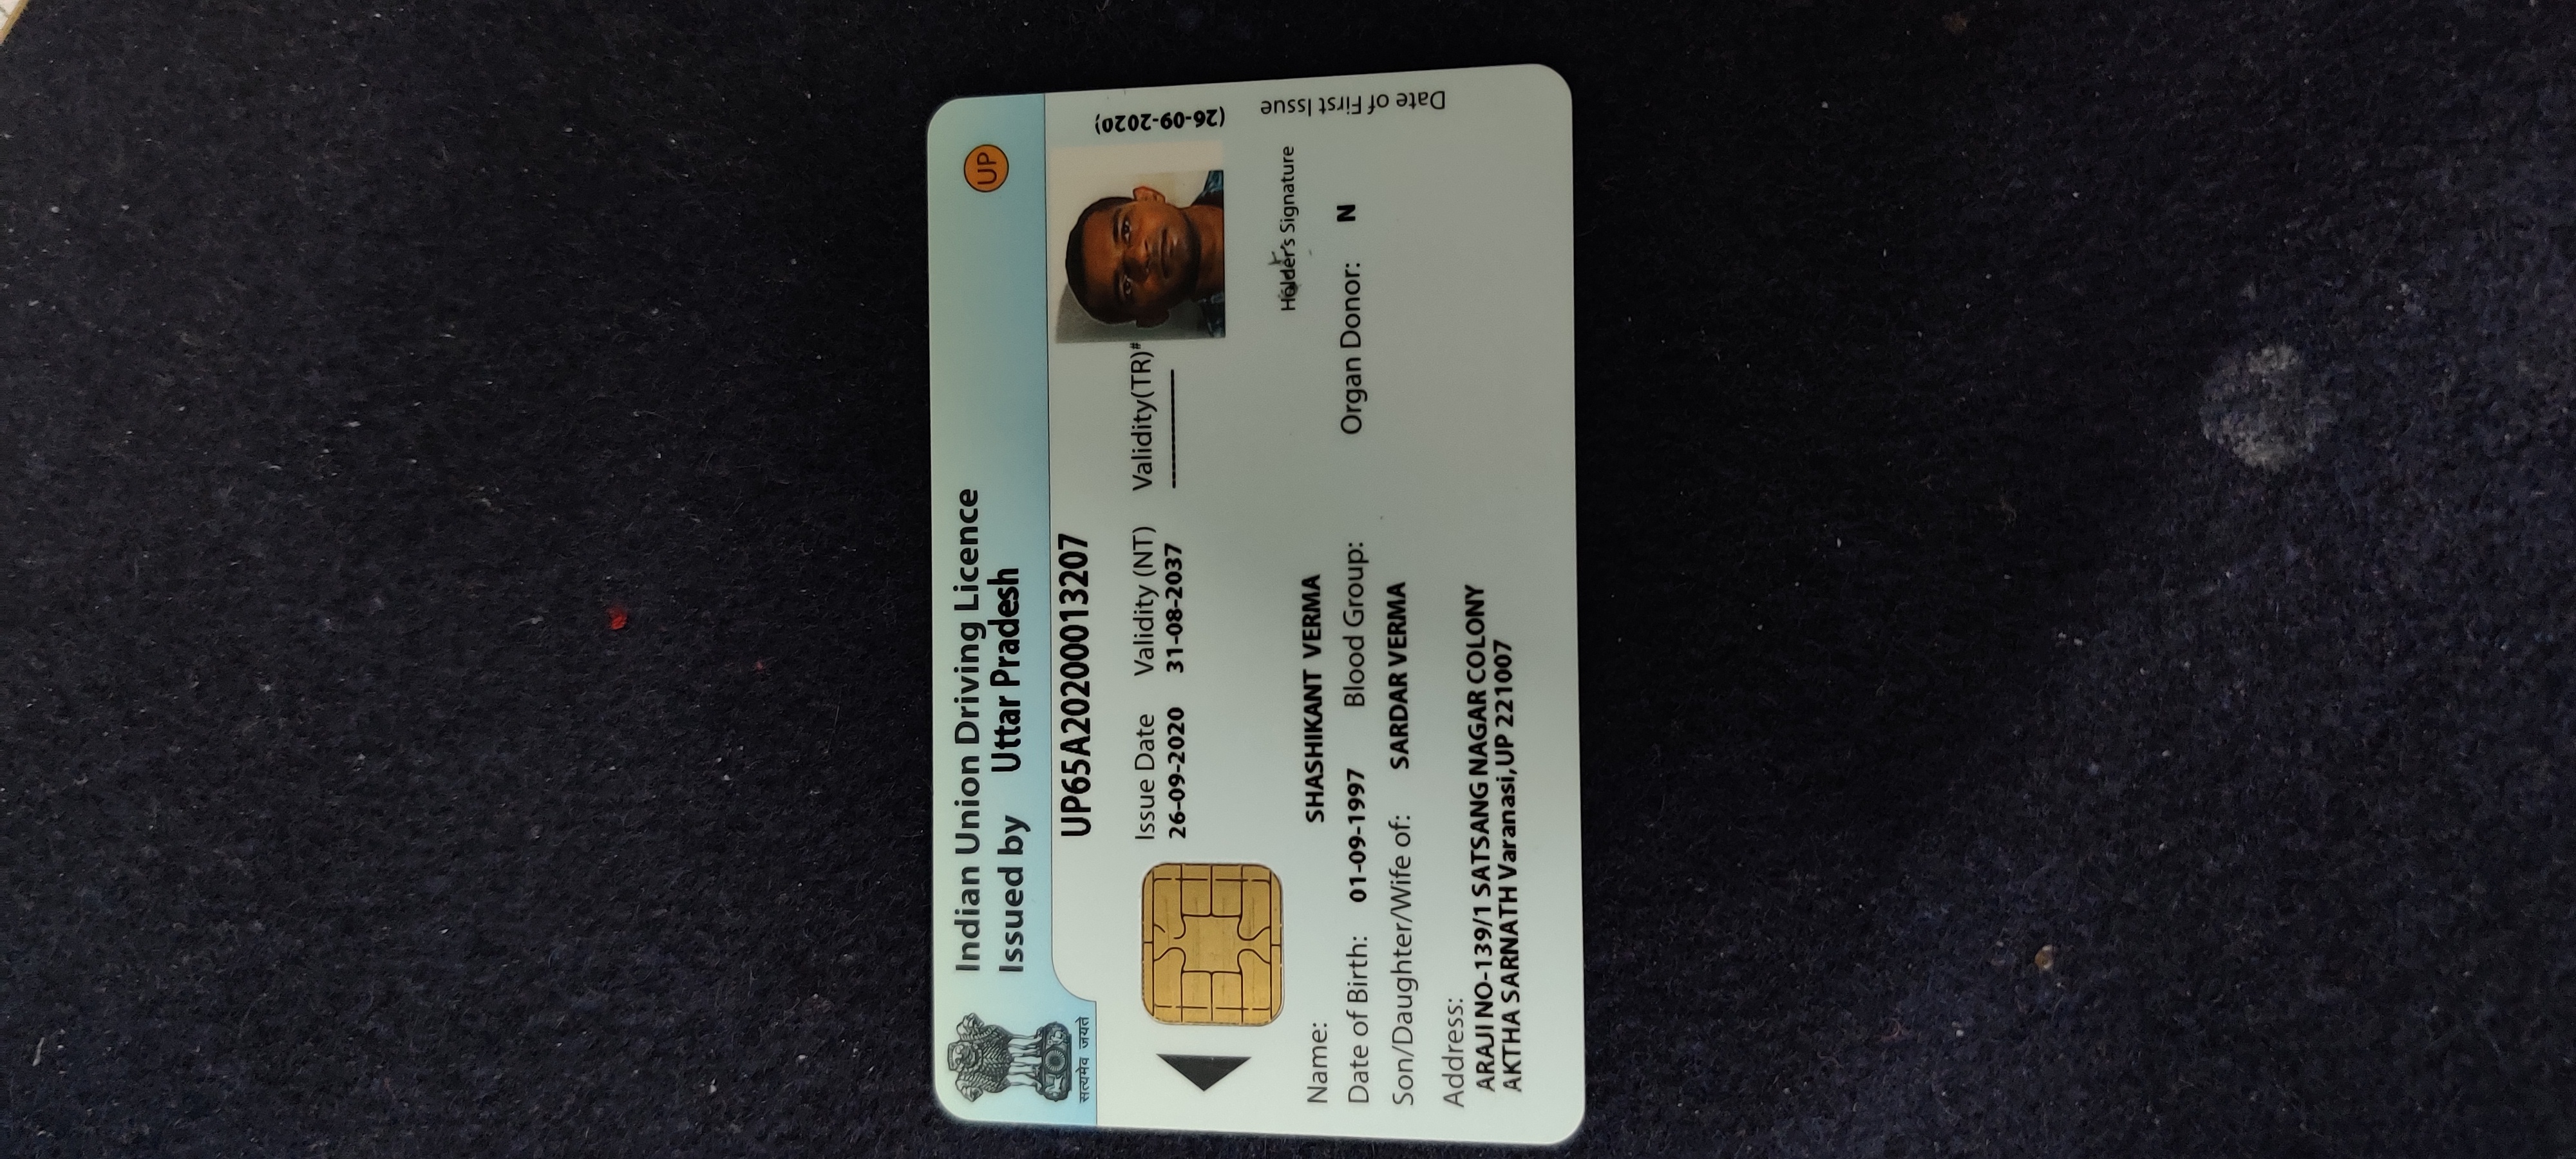 Indian Union Driving Licence
Issued by Uttar Pradesh
UP
सत्यमेव जयते
UP65A20200013207
Issue Date Validity (NT) Validity(TR)#
26-09-2020 31-08-2037 ------------
Holder's Signature
Name: SHASHIKANT VERMA
Date of Birth: 01-09-1997 Blood Group: Organ Donor: N
Son/Daughter/Wife of: SARDAR VERMA
Address:
ARAJI NO-139/1 SATSANG NAGAR COLONY
AKTHA SARNATH Varanasi,UP 221007
Date of First Issue (26-09-2020)